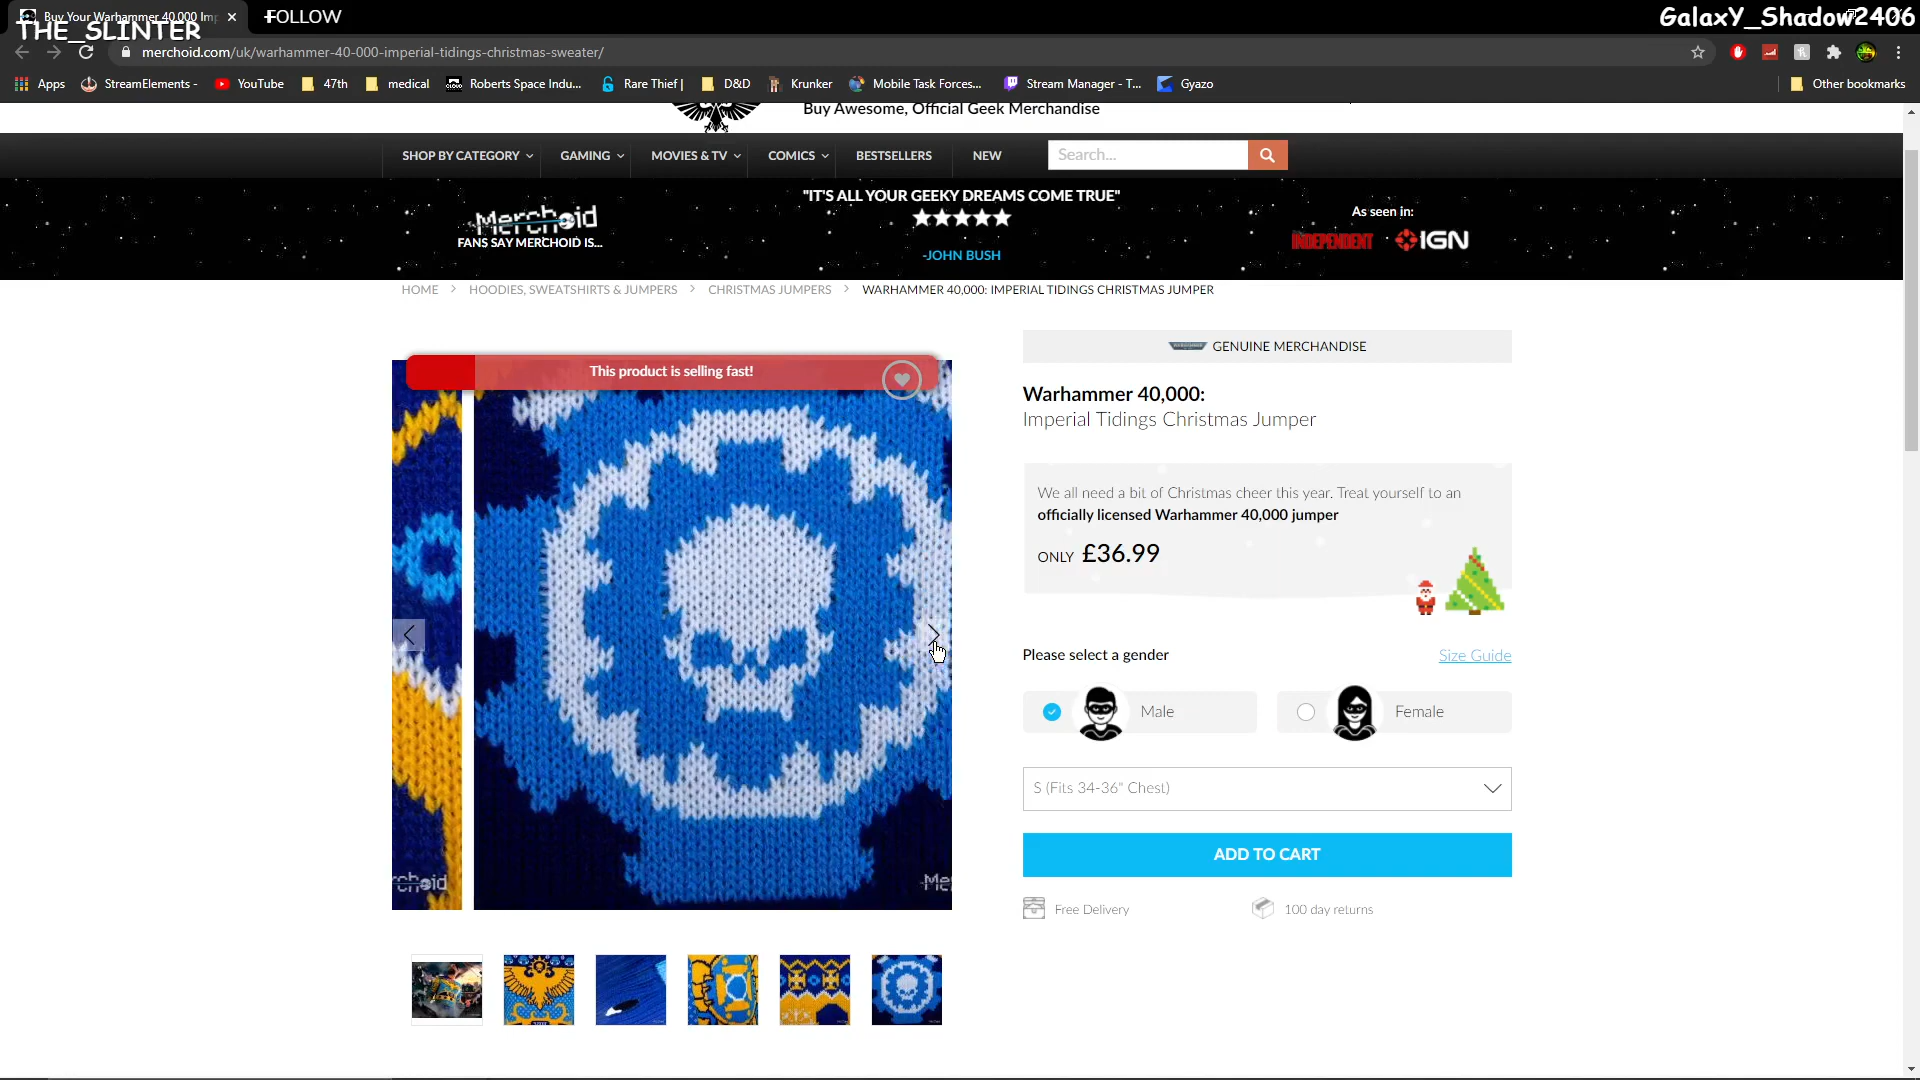 Buy Your Warhammer 40,000 Imp
FOLLOW
THE_SLINTER
GalaxY_Shadow2406
merchoid.com/uk/warhammer-40-000-imperial-tidings-christmas-sweater/
Apps
StreamElements -
YouTube
47th
medical
Roberts Space Indu...
Rare Thief |
D&D
Krunker
Mobile Task Forces...
Stream Manager - T...
Gyazo
Other bookmarks
Buy Awesome, Official Geek Merchandise
SHOP BY CATEGORY
GAMING
MOVIES & TV
COMICS
BESTSELLERS
NEW
Search...
Merchoid
FANS SAY MERCHOID IS...
"IT'S ALL YOUR GEEKY DREAMS COME TRUE"
-JOHN BUSH
As seen in:
INDEPENDENT
IGN
HOME > HOODIES, SWEATSHIRTS & JUMPERS > CHRISTMAS JUMPERS > WARHAMMER 40,000: IMPERIAL TIDINGS CHRISTMAS JUMPER
This product is selling fast!
rchoid
Me
GENUINE MERCHANDISE
Warhammer 40,000:
Imperial Tidings Christmas Jumper
We all need a bit of Christmas cheer this year. Treat yourself to an
officially licensed Warhammer 40,000 jumper
ONLY £36.99
Please select a gender
Size Guide
Male
Female
S (Fits 34-36" Chest)
ADD TO CART
Free Delivery
100 day returns